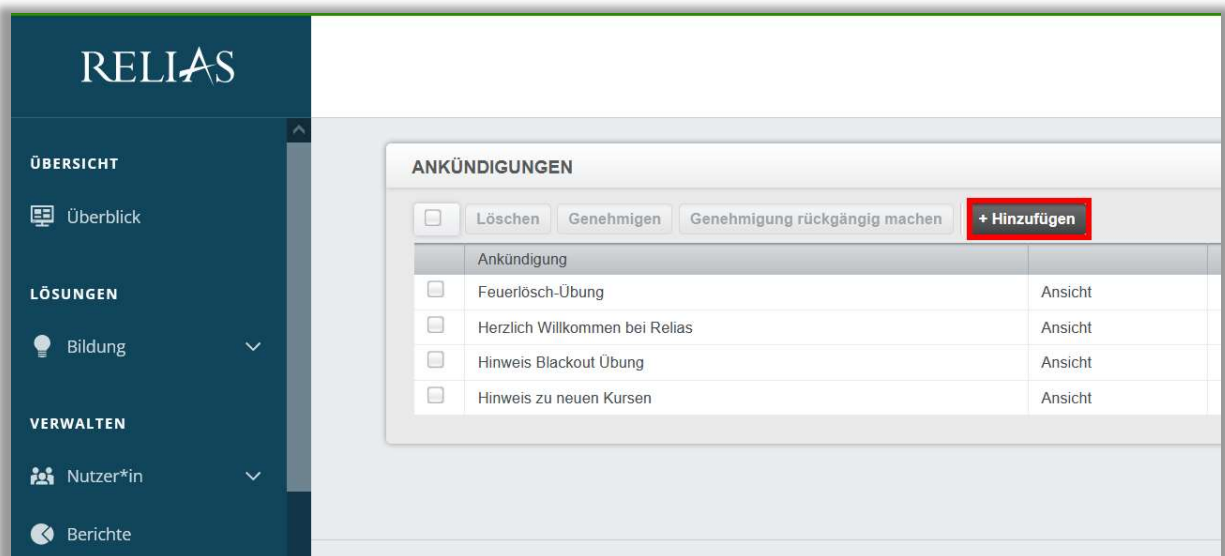 RELIAS
ÜBERSICHT
Überblick
LÖSUNGEN
Bildung
VERWALTEN
Nutzer*in
Berichte
ANKÜNDIGUNGEN
Löschen Genehmigen Genehmigung rückgängig machen + Hinzufügen
Ankündigung
Feuerlösch-Übung Ansicht
Herzlich Willkommen bei Relias Ansicht
Hinweis Blackout Übung Ansicht
Hinweis zu neuen Kursen Ansicht